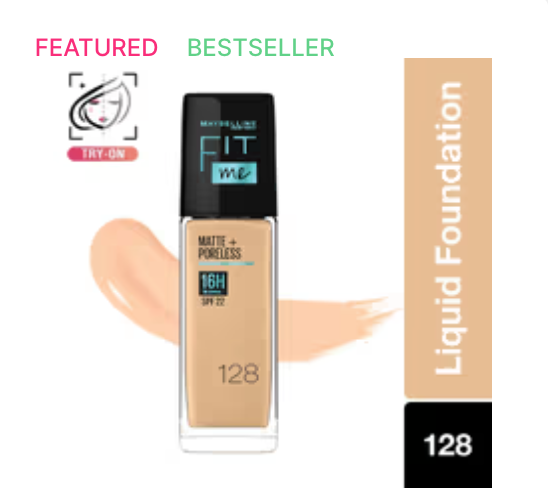 FEATURED BESTSELLER
TRY-ON
MAYBELLINE
FIT
me
MATTE +
PORELESS
16H
SPF 22
128
Liquid Foundation
128